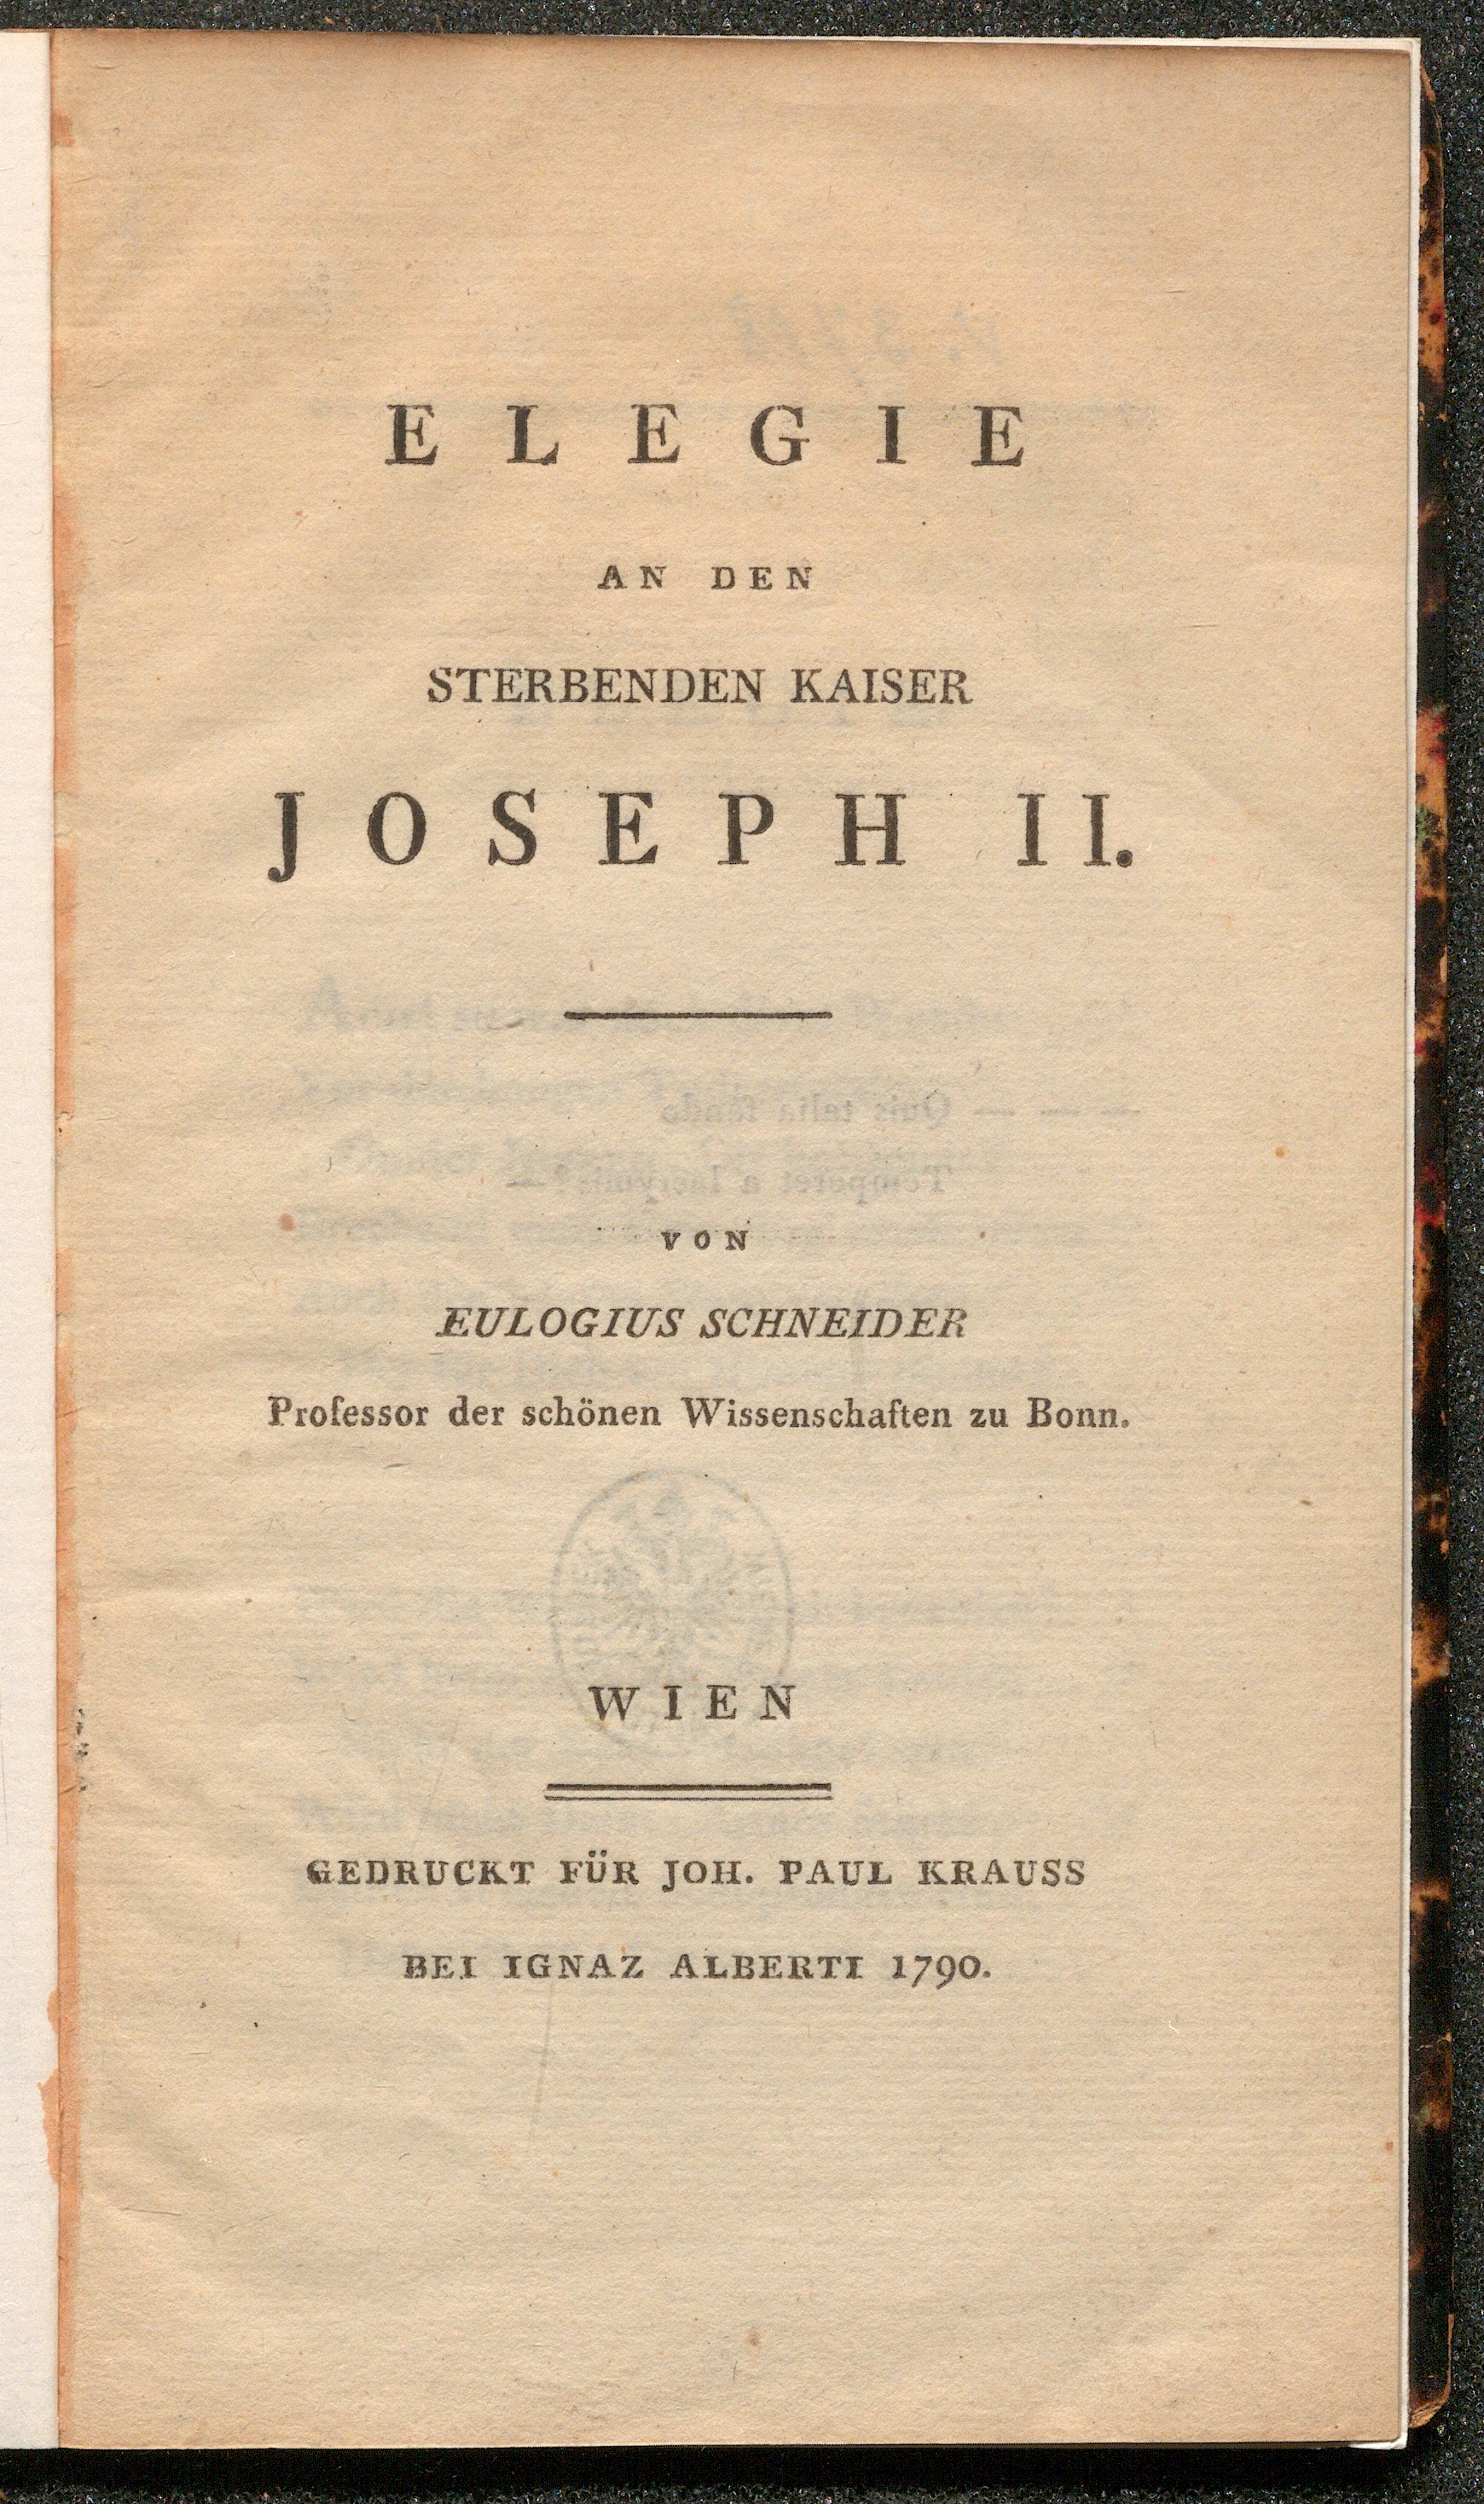 ELEGIE
AN DEN
STERBENDEN KAISER
JOSEPH II.
VON
EULOGIUS SCHNEIDER
Professor der schönen Wissenschaften zu Bonn.
WIEN
GEDRUCKT FÜR JOH. PAUL KRAUSS
BEI IGNAZ ALBERTI 1790.